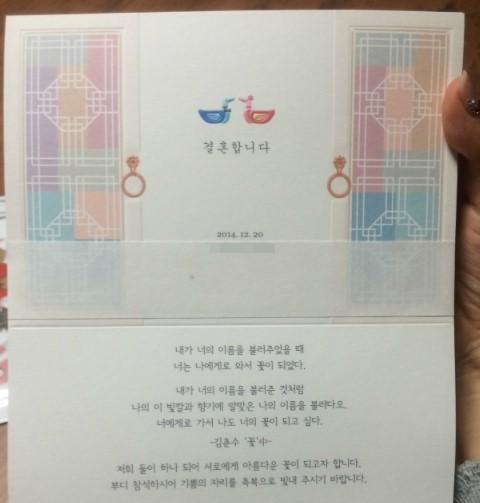 결혼합니다
2014. 12. 20
내가 너의 이름을 불러주었을 때
너는 나에게로 와서 꽃이 되었다.
내가 너의 이름을 불러준 것처럼
나의 이 빛깔과 향기에 알맞은 나의 이름을 불러다오.
너에게로 가서 나도 너의 꽃이 되고 싶다.
-김춘수 '꽃'中-
저희 둘이 하나 되어 서로에게 아름다운 꽃이 되고자 합니다.
부디 참석하시어 기쁨의 자리를 축복으로 빛내 주시기 바랍니다.